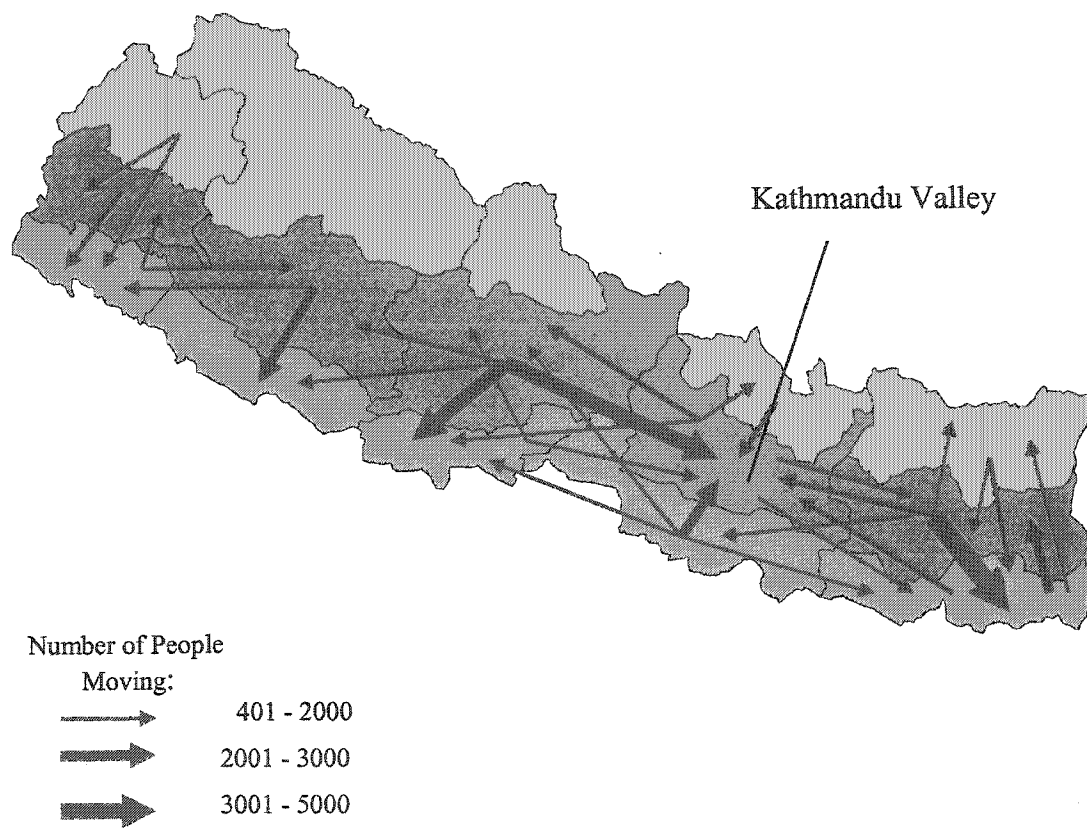 Kathmandu Valley
Number of People
Moving:
401 - 2000
2001 - 3000
3001 - 5000